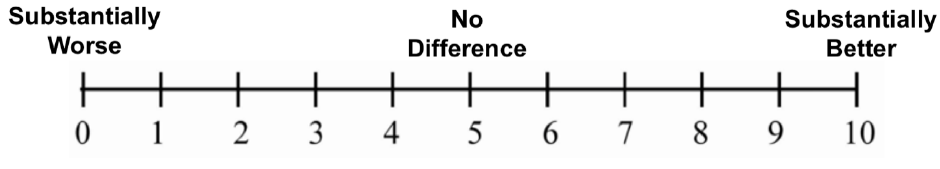 Substantially
Worse
No
Difference
Substantially
Better
0 1 2 3 4 5 6 7 8 9 10